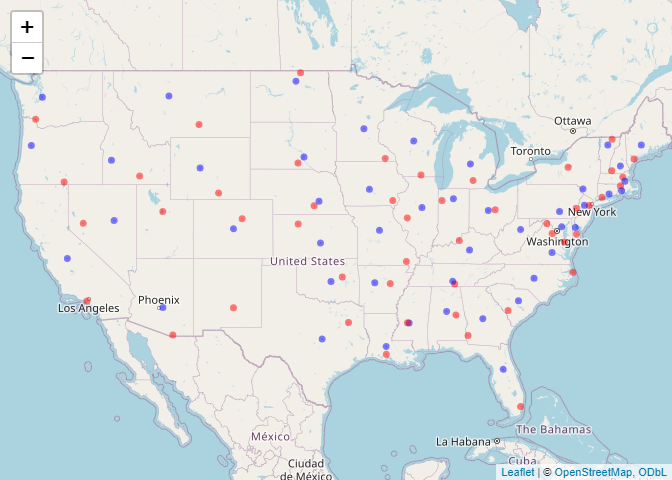 +
−
Ottawa
Toronto
New York
Washington
United States
Los Angeles
Phoenix
The Bahamas
México
La Habana
Cuba
Ciudad
de México
Leaflet | © OpenStreetMap, ODbL